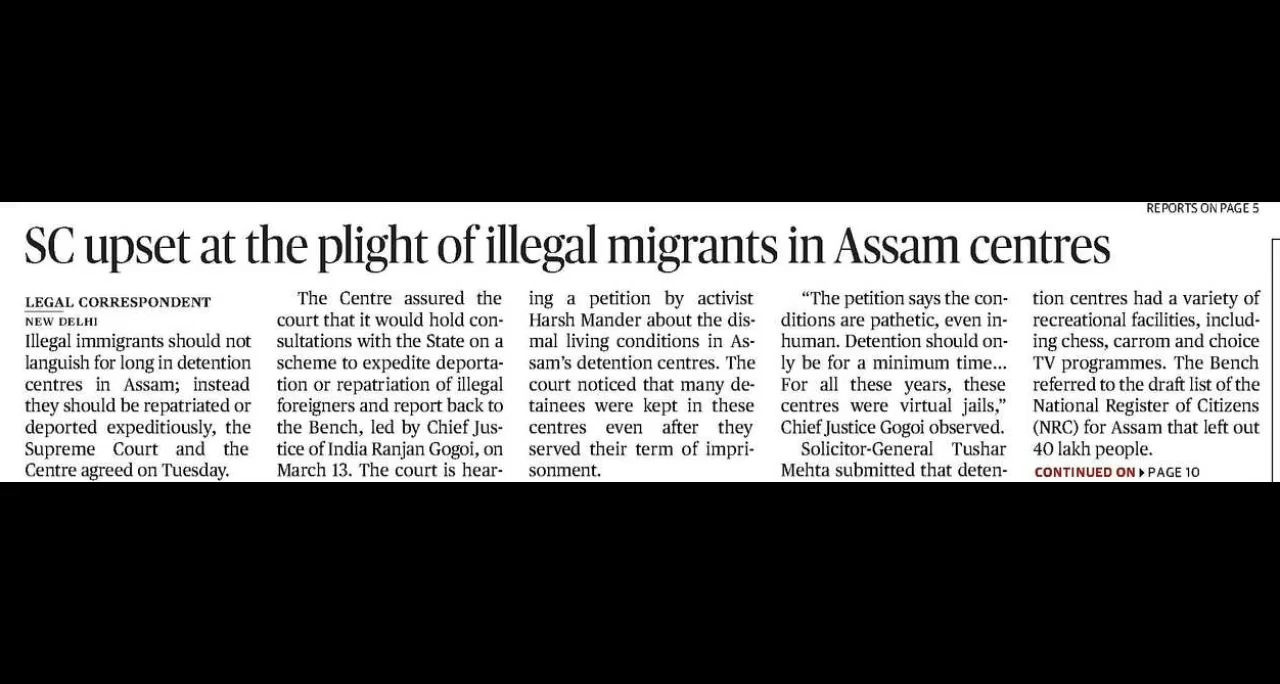 REPORTS ON PAGE 5
SC upset at the plight of illegal migrants in Assam centres
LEGAL CORRESPONDENT
NEW DELHI
Illegal immigrants should not
languish for long in detention
centres in Assam; instead
they should be repatriated or
deported expeditiously, the
Supreme Court and the
Centre agreed on Tuesday.
The Centre assured the
court that it would hold con-
sultations with the State on a
scheme to expedite deporta-
tion or repatriation of illegal
foreigners and report back to
the Bench, led by Chief Jus-
tice of India Ranjan Gogoi, on
March 13. The court is hear-
ing a petition by activist
Harsh Mander about the dis-
mal living conditions in As-
sam's detention centres. The
court noticed that many de-
tainees were kept in these
centres even after they
served their term of impri-
sonment.
“The petition says the con-
ditions are pathetic, even in-
human. Detention should on-
ly be for a minimum time...
For all these years, these
centres were virtual jails,”
Chief Justice Gogoi observed.
Solicitor-General Tushar
Mehta submitted that deten-
tion centres had a variety of
recreational facilities, includ-
ing chess, carrom and choice
TV programmes. The Bench
referred to the draft list of the
National Register of Citizens
(NRC) for Assam that left out
40 lakh people.
CONTINUED ON ▸ PAGE 10